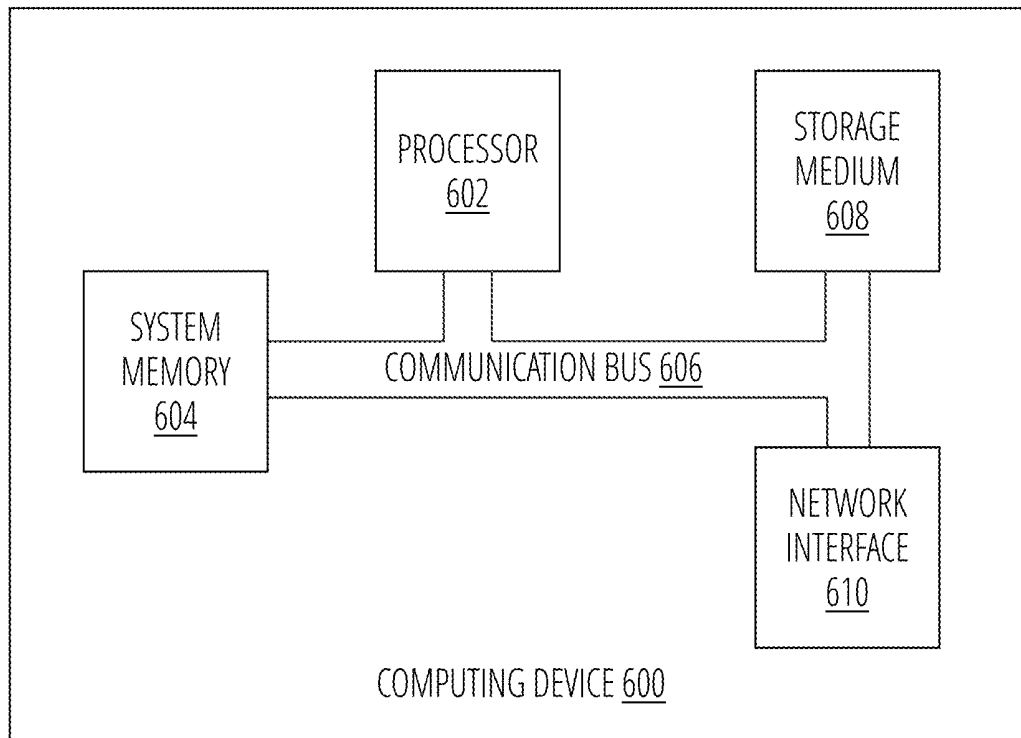 PROCESSOR
602
STORAGE
MEDIUM
608
SYSTEM
MEMORY
604
COMMUNICATION BUS 606
NETWORK
INTERFACE
610
COMPUTING DEVICE 600